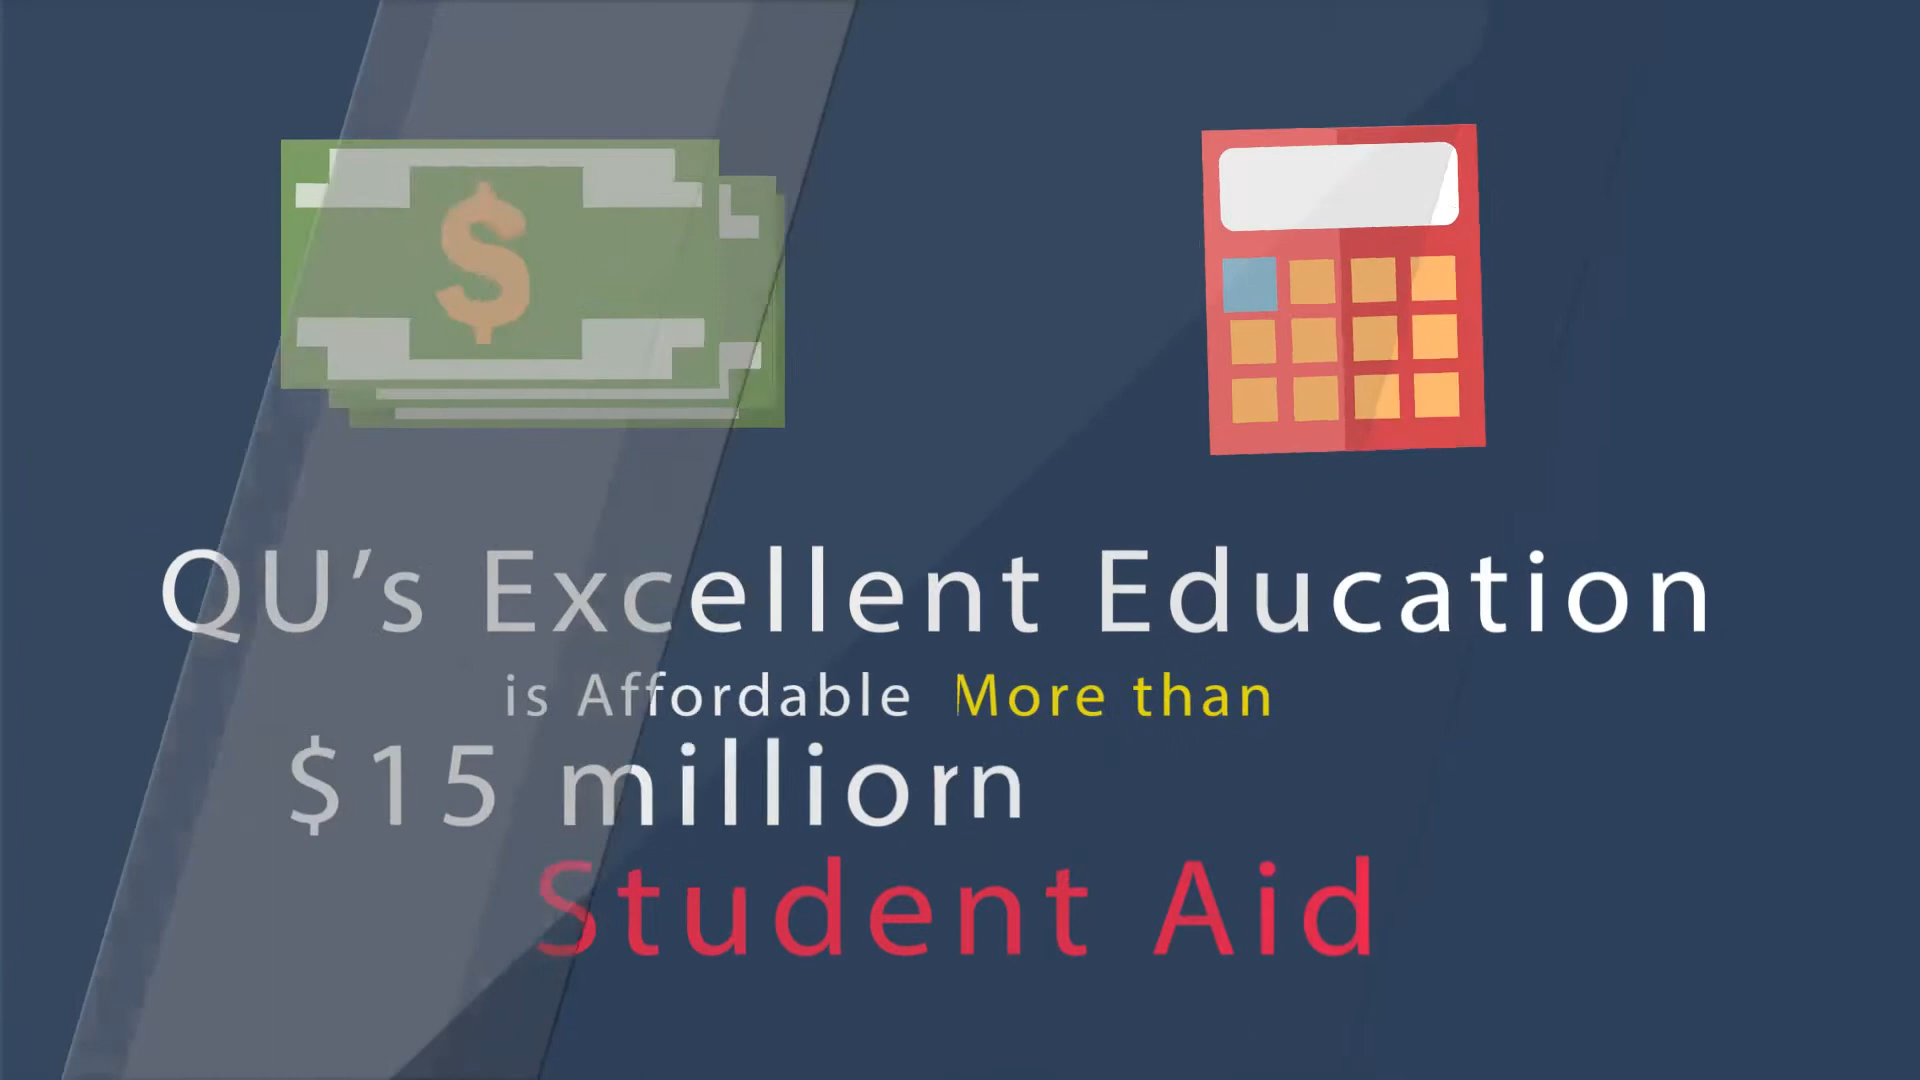 QU’s Excellent Education
is Affordable More than
$15 milliorn
Student Aid